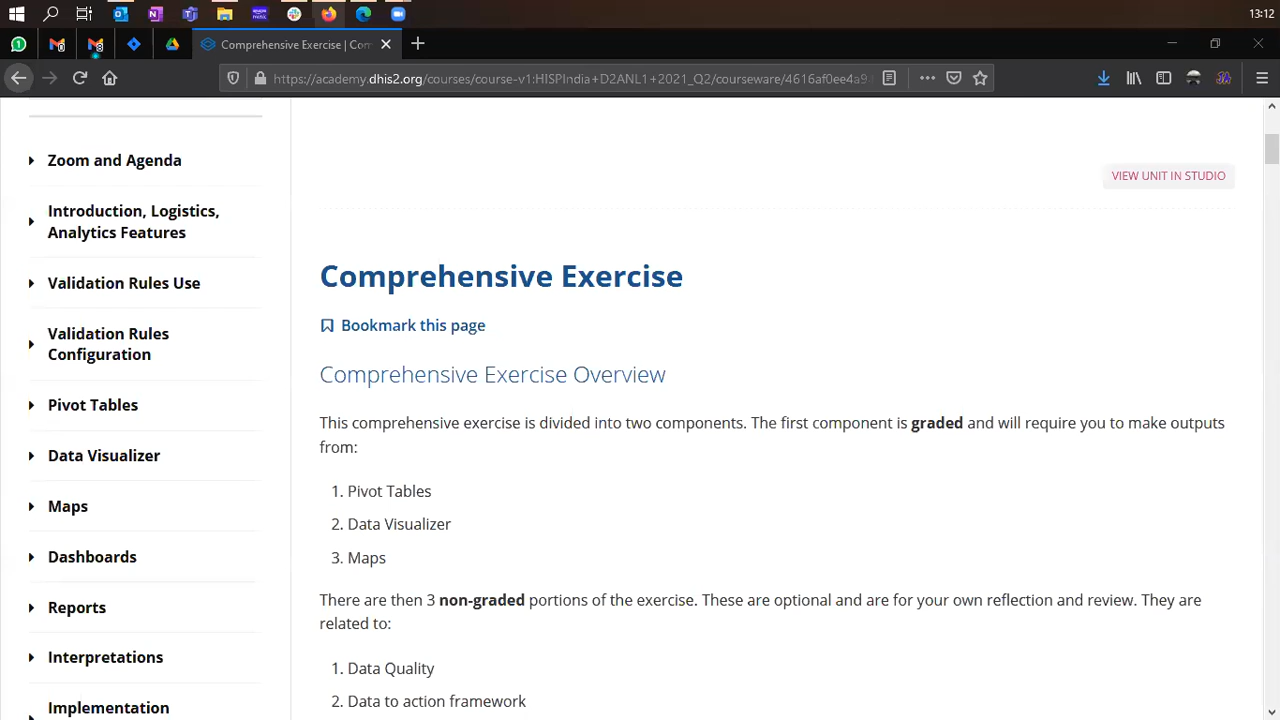 13:12
Comprehensive Exercise | Com
https://academy.dhis2.org/courses/course-v1:HISPIndia+D2ANL1+2021_Q2/courseware/4616af0ee4a9
Zoom and Agenda
Introduction, Logistics,
Analytics Features
Validation Rules Use
Validation Rules
Configuration
Pivot Tables
Data Visualizer
Maps
Dashboards
Reports
Interpretations
Implementation
VIEW UNIT IN STUDIO
Comprehensive Exercise
Bookmark this page
Comprehensive Exercise Overview
This comprehensive exercise is divided into two components. The first component is graded and will require you to make outputs
from:
1. Pivot Tables
2. Data Visualizer
3. Maps
There are then 3 non-graded portions of the exercise. These are optional and are for your own reflection and review. They are
related to:
1. Data Quality
2. Data to action framework